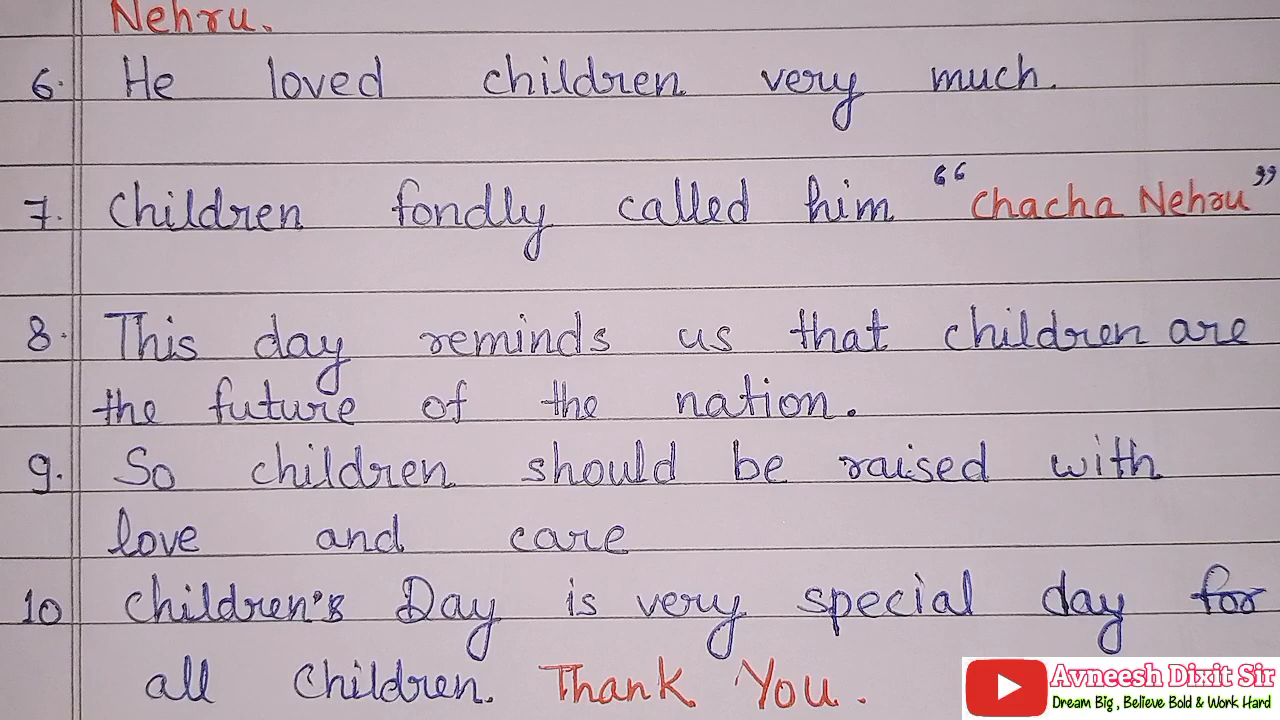 Nehru.
6. He loved children very much.
7. Children fondly called him "Chacha Nehru"
8. This day reminds us that children are
the future of the nation.
9. So children should be raised with
love and care
10 Children's Day is very special day for
all children. Thank You.
Avneesh Dixit Sir
Dream Big, Believe Bold & Work Hard